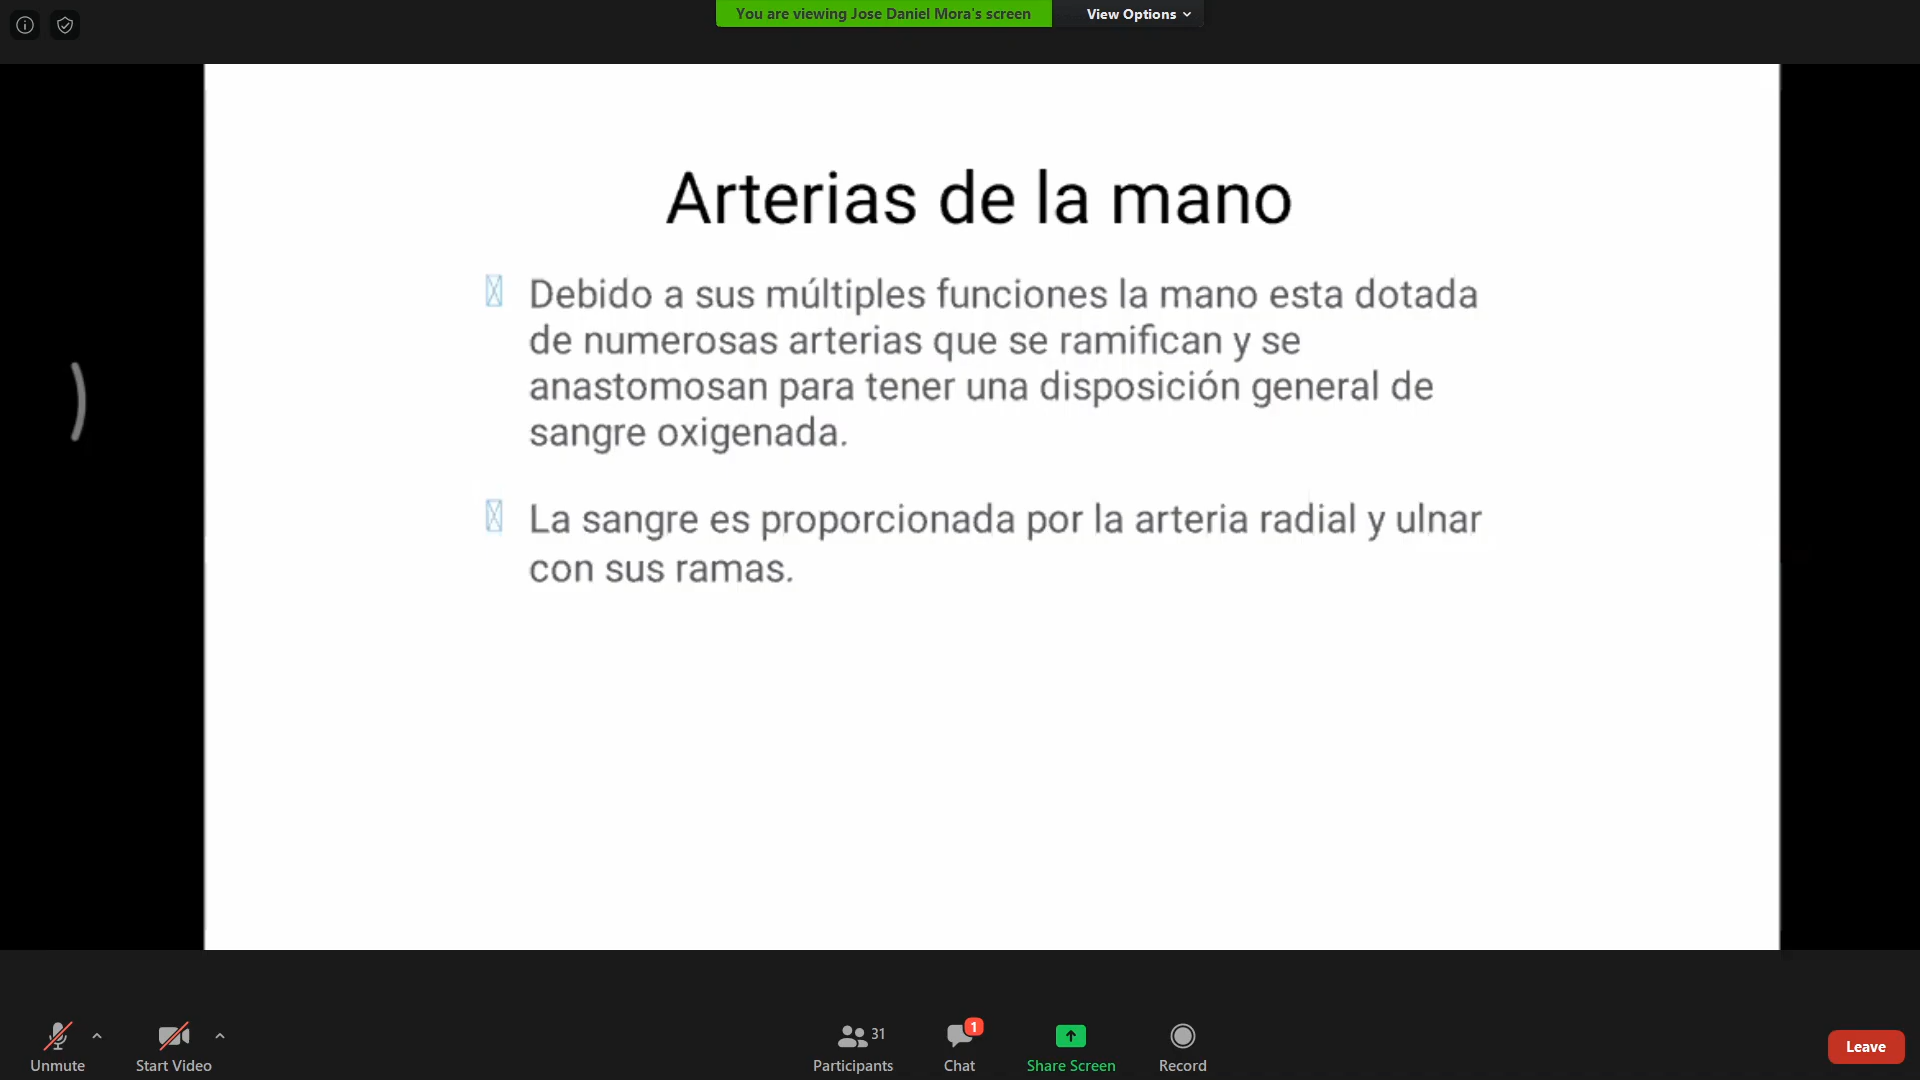 You are viewing Jose Daniel Mora's screen
View Options
Arterias de la mano
Debido a sus múltiples funciones la mano esta dotada
de numerosas arterias que se ramifican y se
anastomosan para tener una disposición general de
sangre oxigenada.
La sangre es proporcionada por la arteria radial y ulnar
con sus ramas.
Unmute
Start Video
31
Participants
1
Chat
Share Screen
Record
Leave